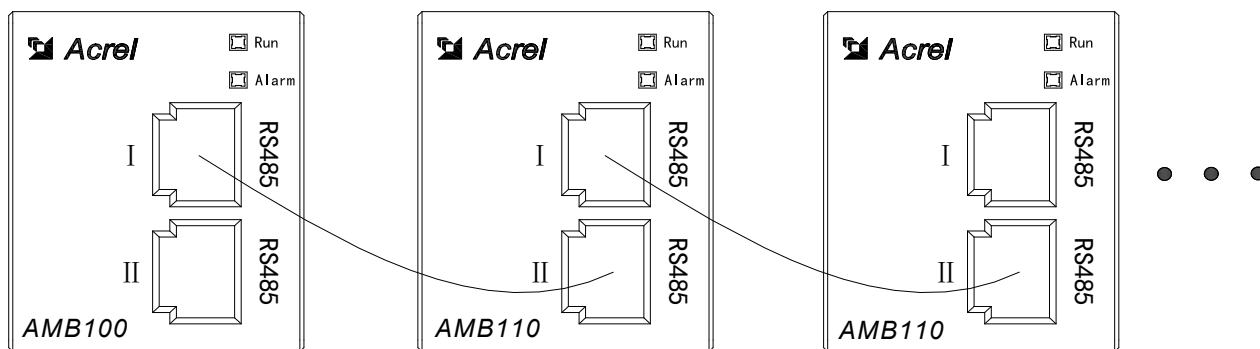 Acrel
Run
Alarm
I
RS485
II
RS485
AMB100
Acrel
Run
Alarm
I
RS485
II
RS485
AMB110
Acrel
Run
Alarm
I
RS485
II
RS485
AMB110